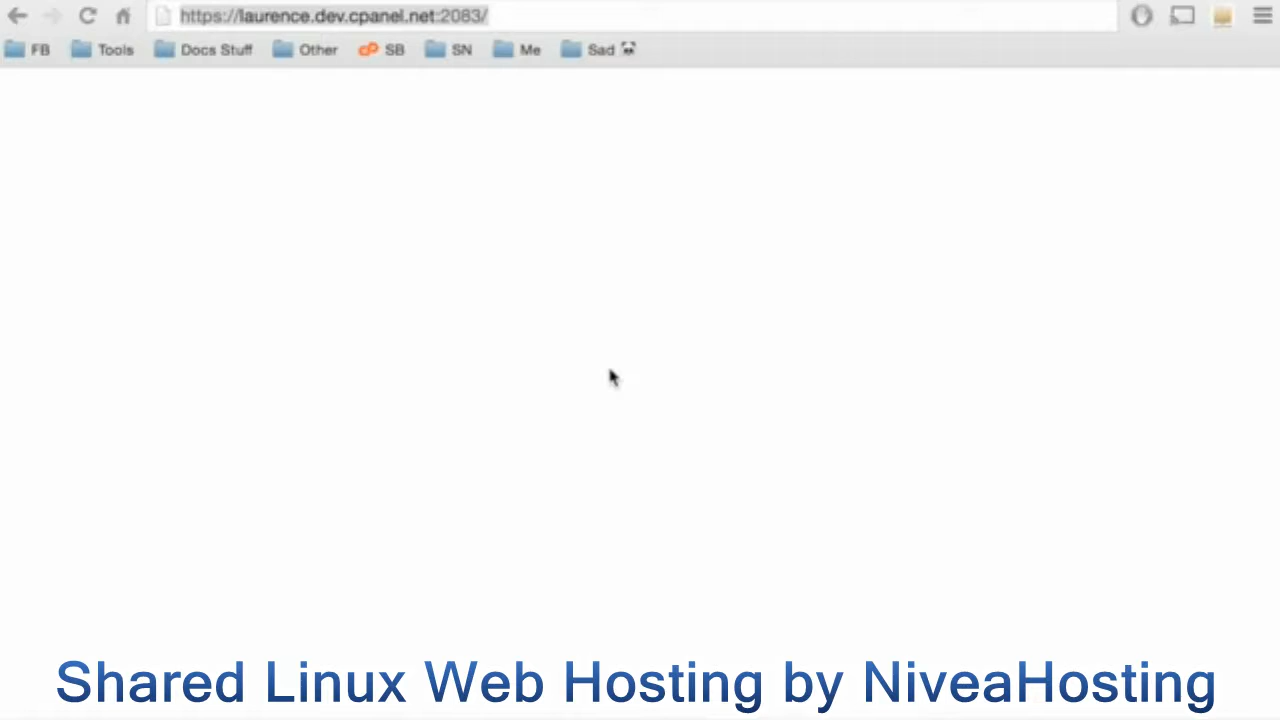 https://laurence.dev.cpanel.net:2083/
FB Tools Docs Stuff Other cP SB SN Me Sad
Shared Linux Web Hosting by NiveaHosting